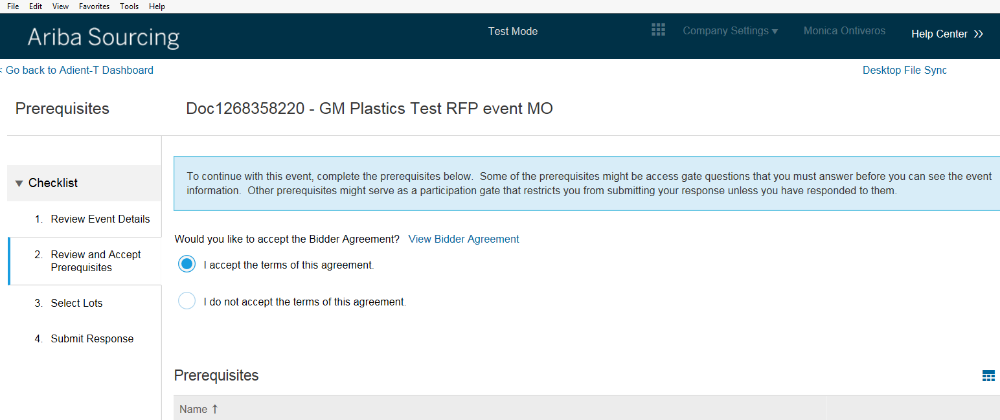 File Edit View Favorites Tools Help
Ariba Sourcing
Test Mode
Company Settings ▼
Monica Ontiveros
Help Center »
< Go back to Adient-T Dashboard
Desktop File Sync
Prerequisites
Doc1268358220 - GM Plastics Test RFP event MO
▼ Checklist
1. Review Event Details
2. Review and Accept
Prerequisites
3. Select Lots
4. Submit Response
To continue with this event, complete the prerequisites below.  Some of the prerequisites might be access gate questions that you must answer before you can see the event
information.  Other prerequisites might serve as a participation gate that restricts you from submitting your response unless you have responded to them.
Would you like to accept the Bidder Agreement? View Bidder Agreement
I accept the terms of this agreement.
I do not accept the terms of this agreement.
Prerequisites
Name ↑